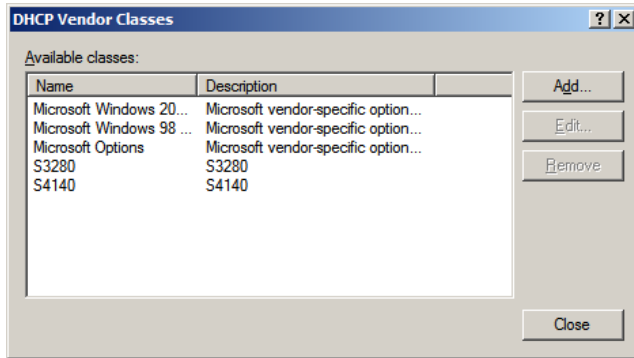 DHCP Vendor Classes
Available classes:
Name Description
Microsoft Windows 20... Microsoft vendor-specific option...
Microsoft Windows 98 ... Microsoft vendor-specific option...
Microsoft Options Microsoft vendor-specific option...
S3280 S3280
S4140 S4140
Add...
Edit...
Remove
Close